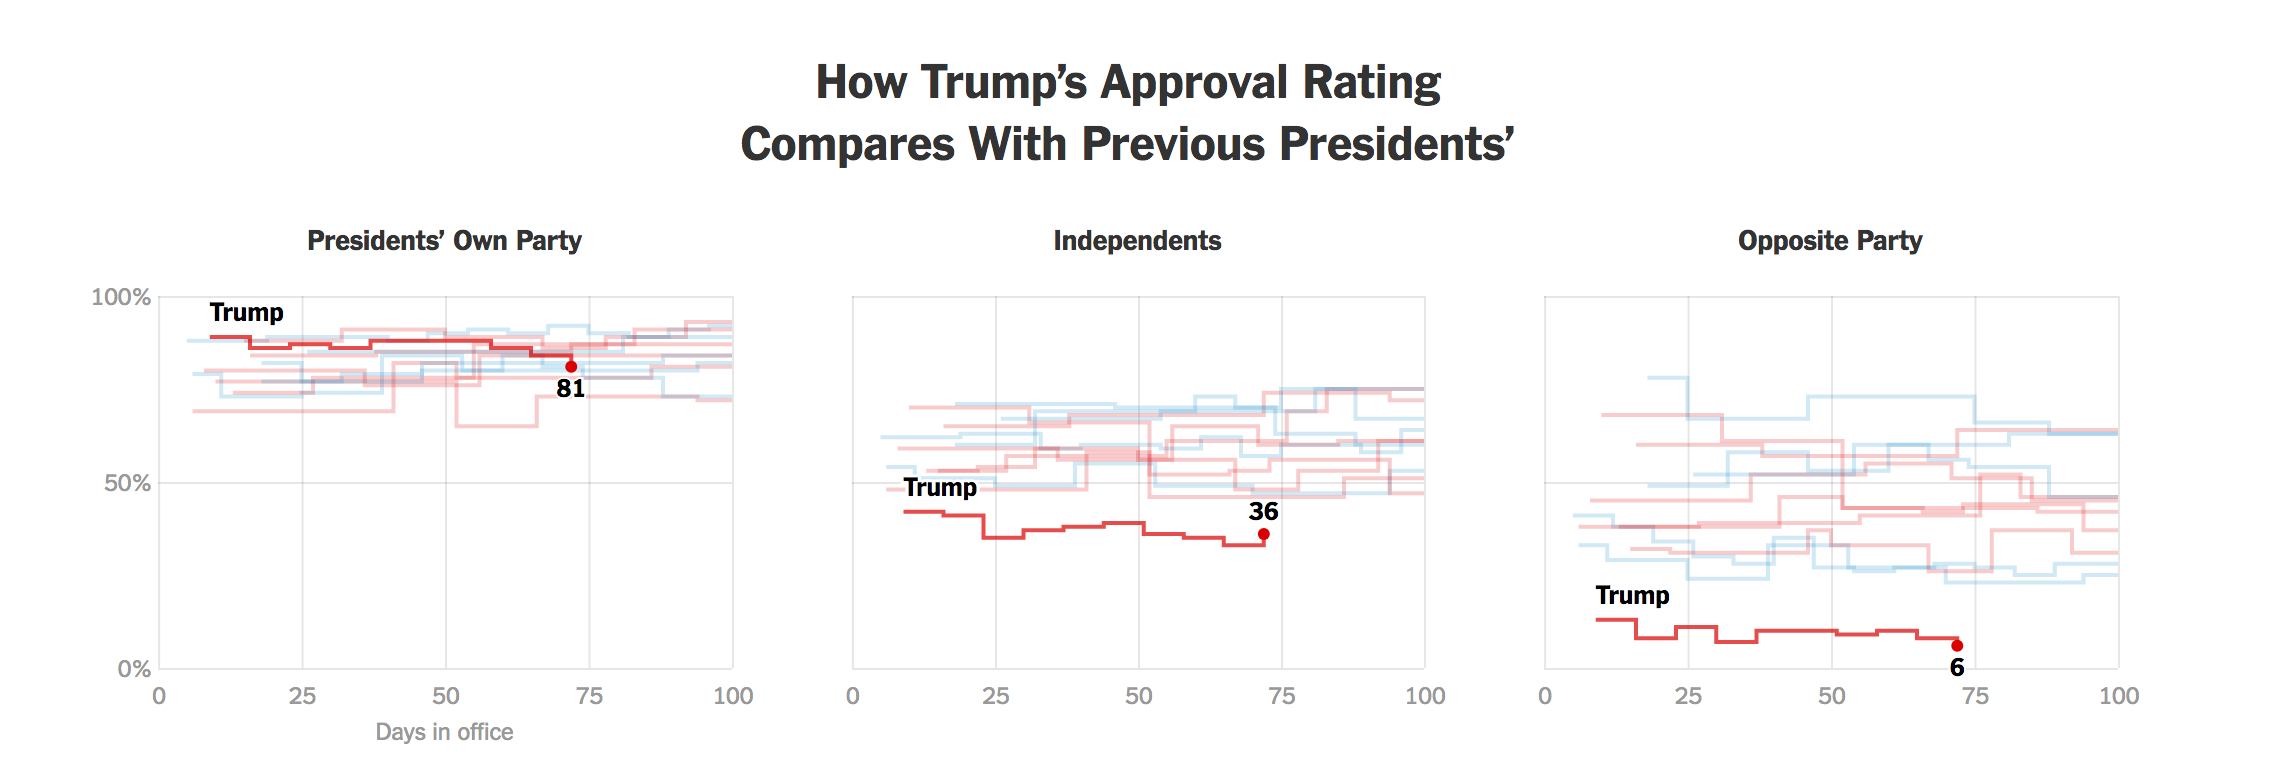 How Trump’s Approval Rating
Compares With Previous Presidents’
Presidents’ Own Party
Independents
Opposite Party
100%
50%
0%
Trump
81
0 25 50 75 100
Days in office
Trump
36
0 25 50 75 100
Trump
6
0 25 50 75 100